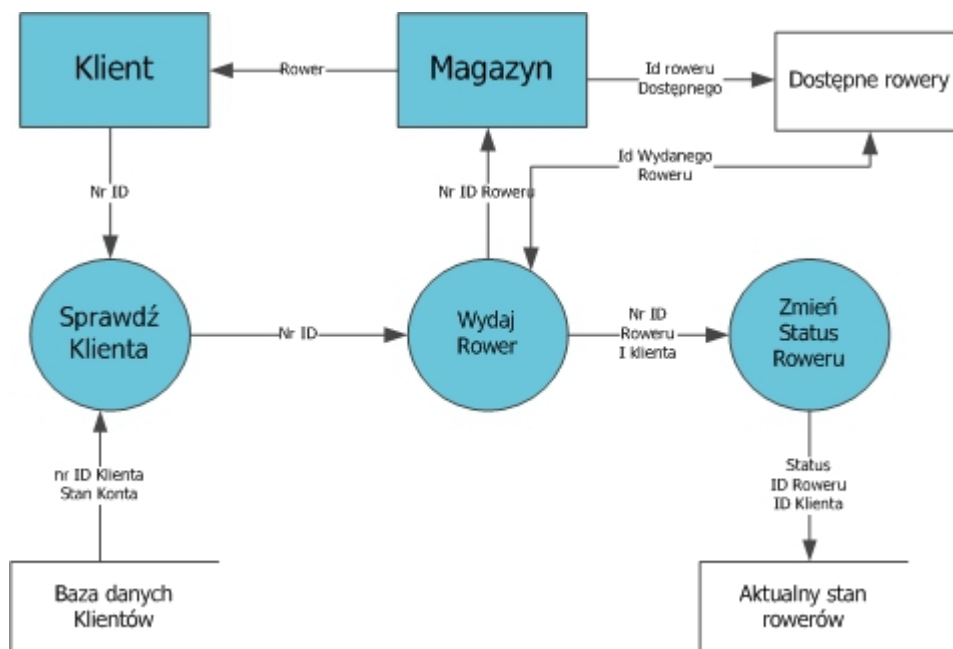 Klient
Rower
Magazyn
Id roweru
Dostępnego
Dostępne rowery
Nr ID
Nr ID Roweru
Id Wydanego
Roweru
Sprawdź
Klienta
Nr ID
Wydaj
Rower
Nr ID
Roweru
I klienta
Zmień
Status
Roweru
nr ID Klienta
Stan Konta
Status
ID Roweru
ID Klienta
Baza danych
Klientów
Aktualny stan
rowerów